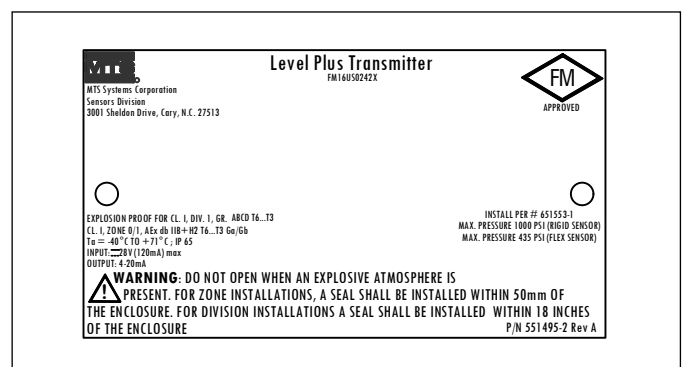 MTS
Level Plus Transmitter
FM16US0242X
FM
APPROVED
MTS Systems Corporation
Sensors Division
3001 Sheldon Drive, Cary, N.C. 27513
EXPLOSION PROOF FOR CL. I, DIV. 1, GR. ABCD T6...T3
CL. I, ZONE 0/1, AEx db IIB+H2 T6...T3 Ga/Gb
Ta = -40°C TO +71°C ; IP 65
INPUT: 28V (120mA) max
OUTPUT: 4-20mA
INSTALL PER # 651553-1
MAX. PRESSURE 1000 PSI (RIGID SENSOR)
MAX. PRESSURE 435 PSI (FLEX SENSOR)
WARNING: DO NOT OPEN WHEN AN EXPLOSIVE ATMOSPHERE IS
PRESENT. FOR ZONE INSTALLATIONS, A SEAL SHALL BE INSTALLED WITHIN 50mm OF
THE ENCLOSURE. FOR DIVISION INSTALLATIONS A SEAL SHALL BE INSTALLED WITHIN 18 INCHES
OF THE ENCLOSURE
P/N 551495-2 Rev A